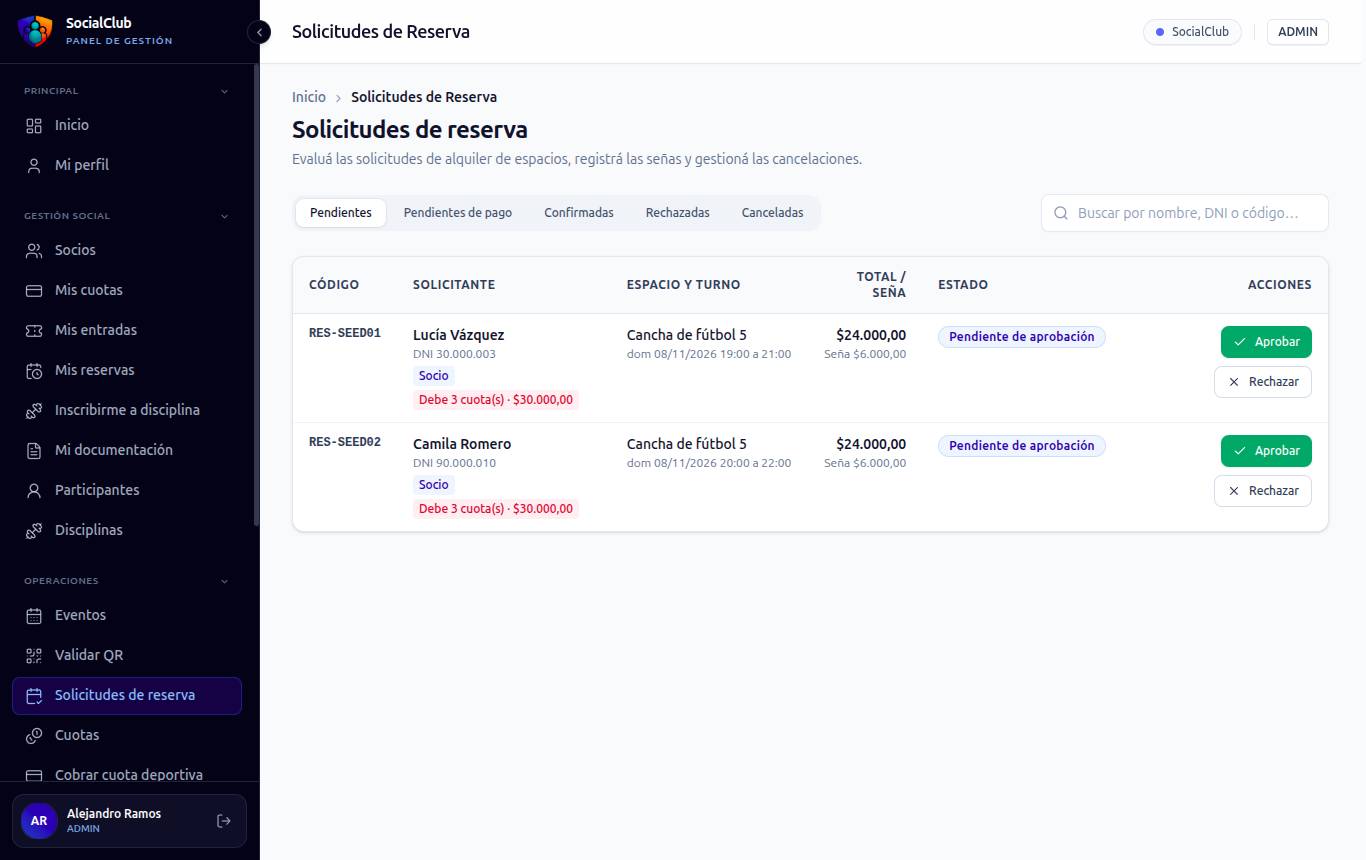 SocialClub
PANEL DE GESTIÓN
PRINCIPAL
Inicio
Mi perfil
GESTIÓN SOCIAL
Socios
Mis cuotas
Mis entradas
Mis reservas
Inscribirme a disciplina
Mi documentación
Participantes
Disciplinas
OPERACIONES
Eventos
Validar QR
Solicitudes de reserva
Cuotas
Cobrar cuota deportiva
AR
Alejandro Ramos
ADMIN
Solicitudes de Reserva
SocialClub
ADMIN
Inicio > Solicitudes de Reserva
Solicitudes de reserva
Evaluá las solicitudes de alquiler de espacios, registrá las señas y gestioná las cancelaciones.
Pendientes Pendientes de pago Confirmadas Rechazadas Canceladas
Buscar por nombre, DNI o código...
CÓDIGO SOLICITANTE ESPACIO Y TURNO TOTAL / SEÑA ESTADO ACCIONES
RES-SEED01 Lucía Vázquez Cancha de fútbol 5 $24.000,00 Pendiente de aprobación Aprobar
DNI 30.000.003 dom 08/11/2026 19:00 a 21:00 Seña $6.000,00
Socio Rechazar
Debe 3 cuota(s) · $30.000,00
RES-SEED02 Camila Romero Cancha de fútbol 5 $24.000,00 Pendiente de aprobación Aprobar
DNI 90.000.010 dom 08/11/2026 20:00 a 22:00 Seña $6.000,00
Socio Rechazar
Debe 3 cuota(s) · $30.000,00